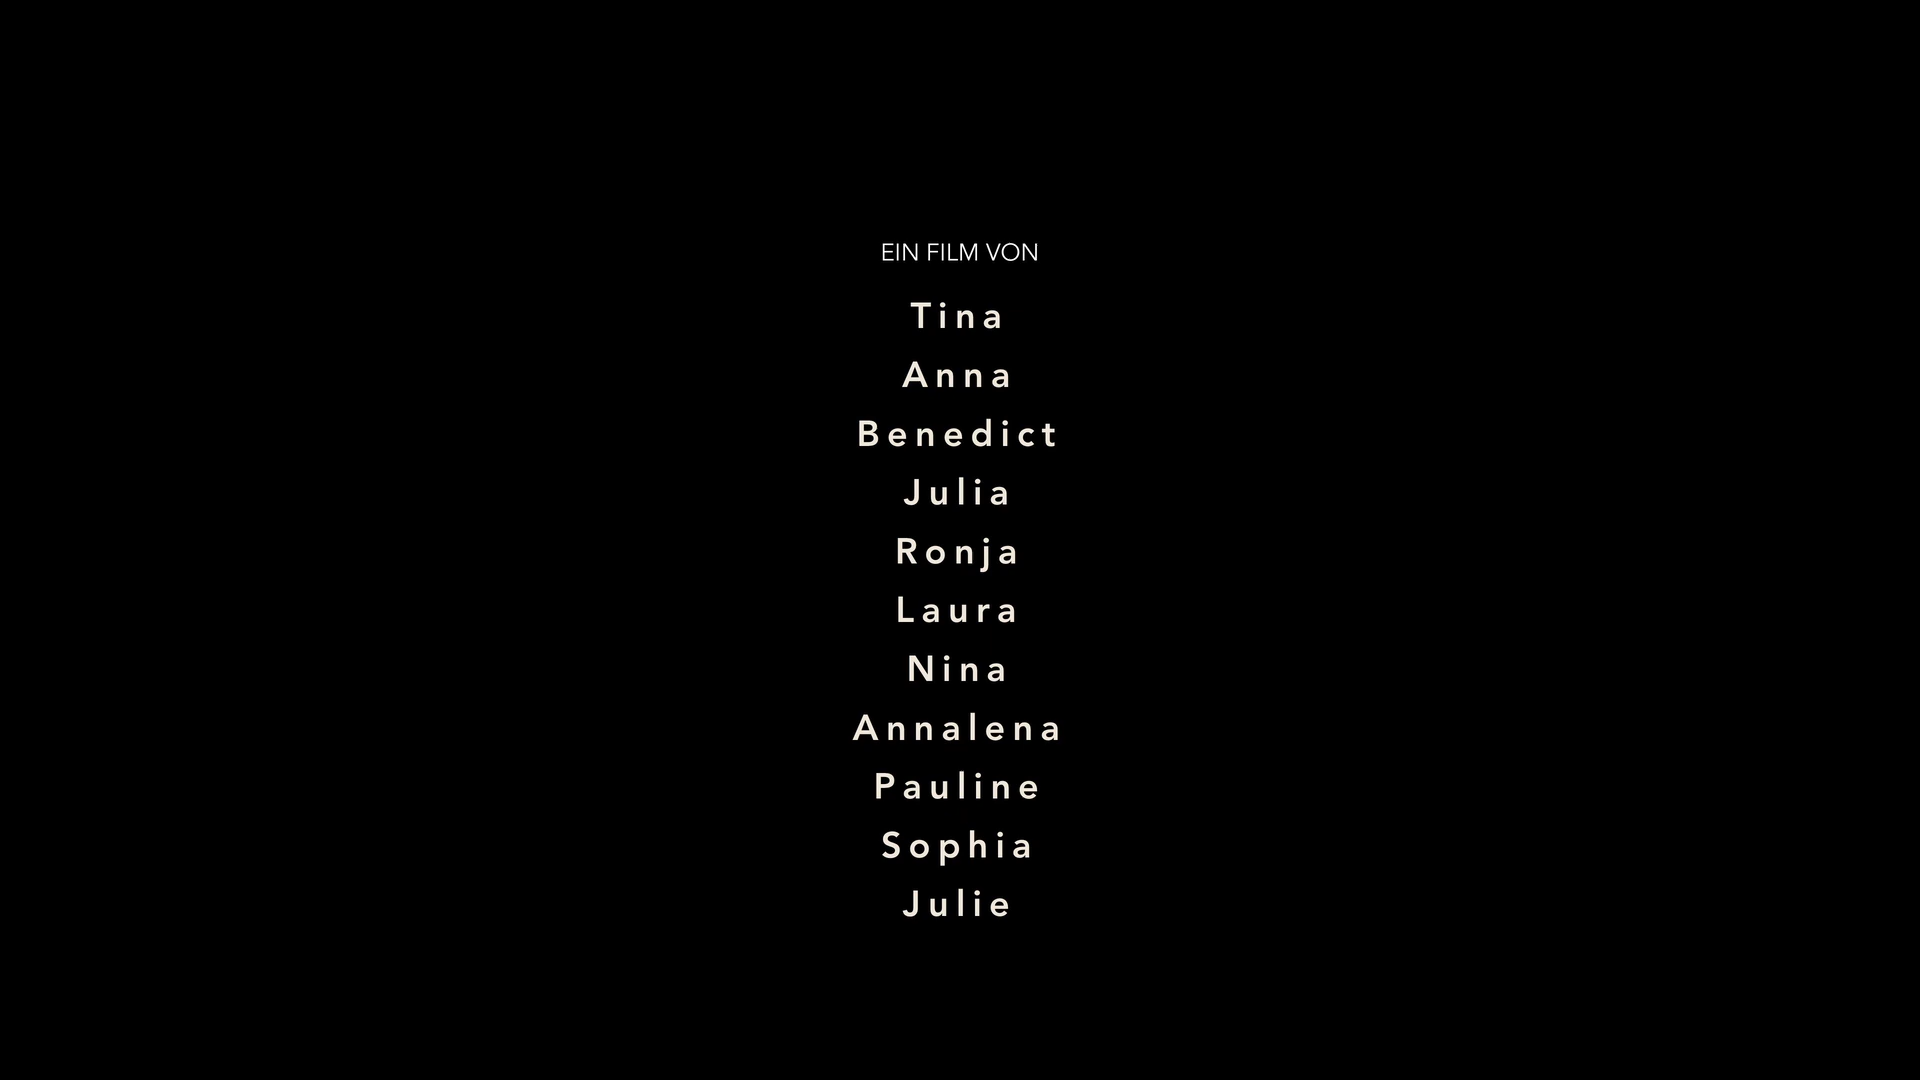 EIN FILM VON
Tina
Anna
Benedict
Julia
Ronja
Laura
Nina
Annalena
Pauline
Sophia
Julie